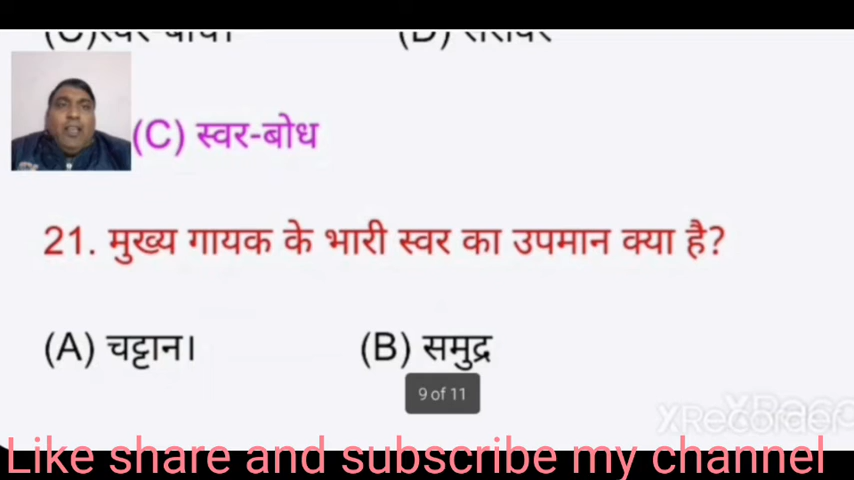 (C) स्वर-बोध
21. मुख्य गायक के भारी स्वर का उपमान क्या है?
(A) चट्टान।
(B) समुद्र
9 of 11
XRecorder
Like share and subscribe my channel